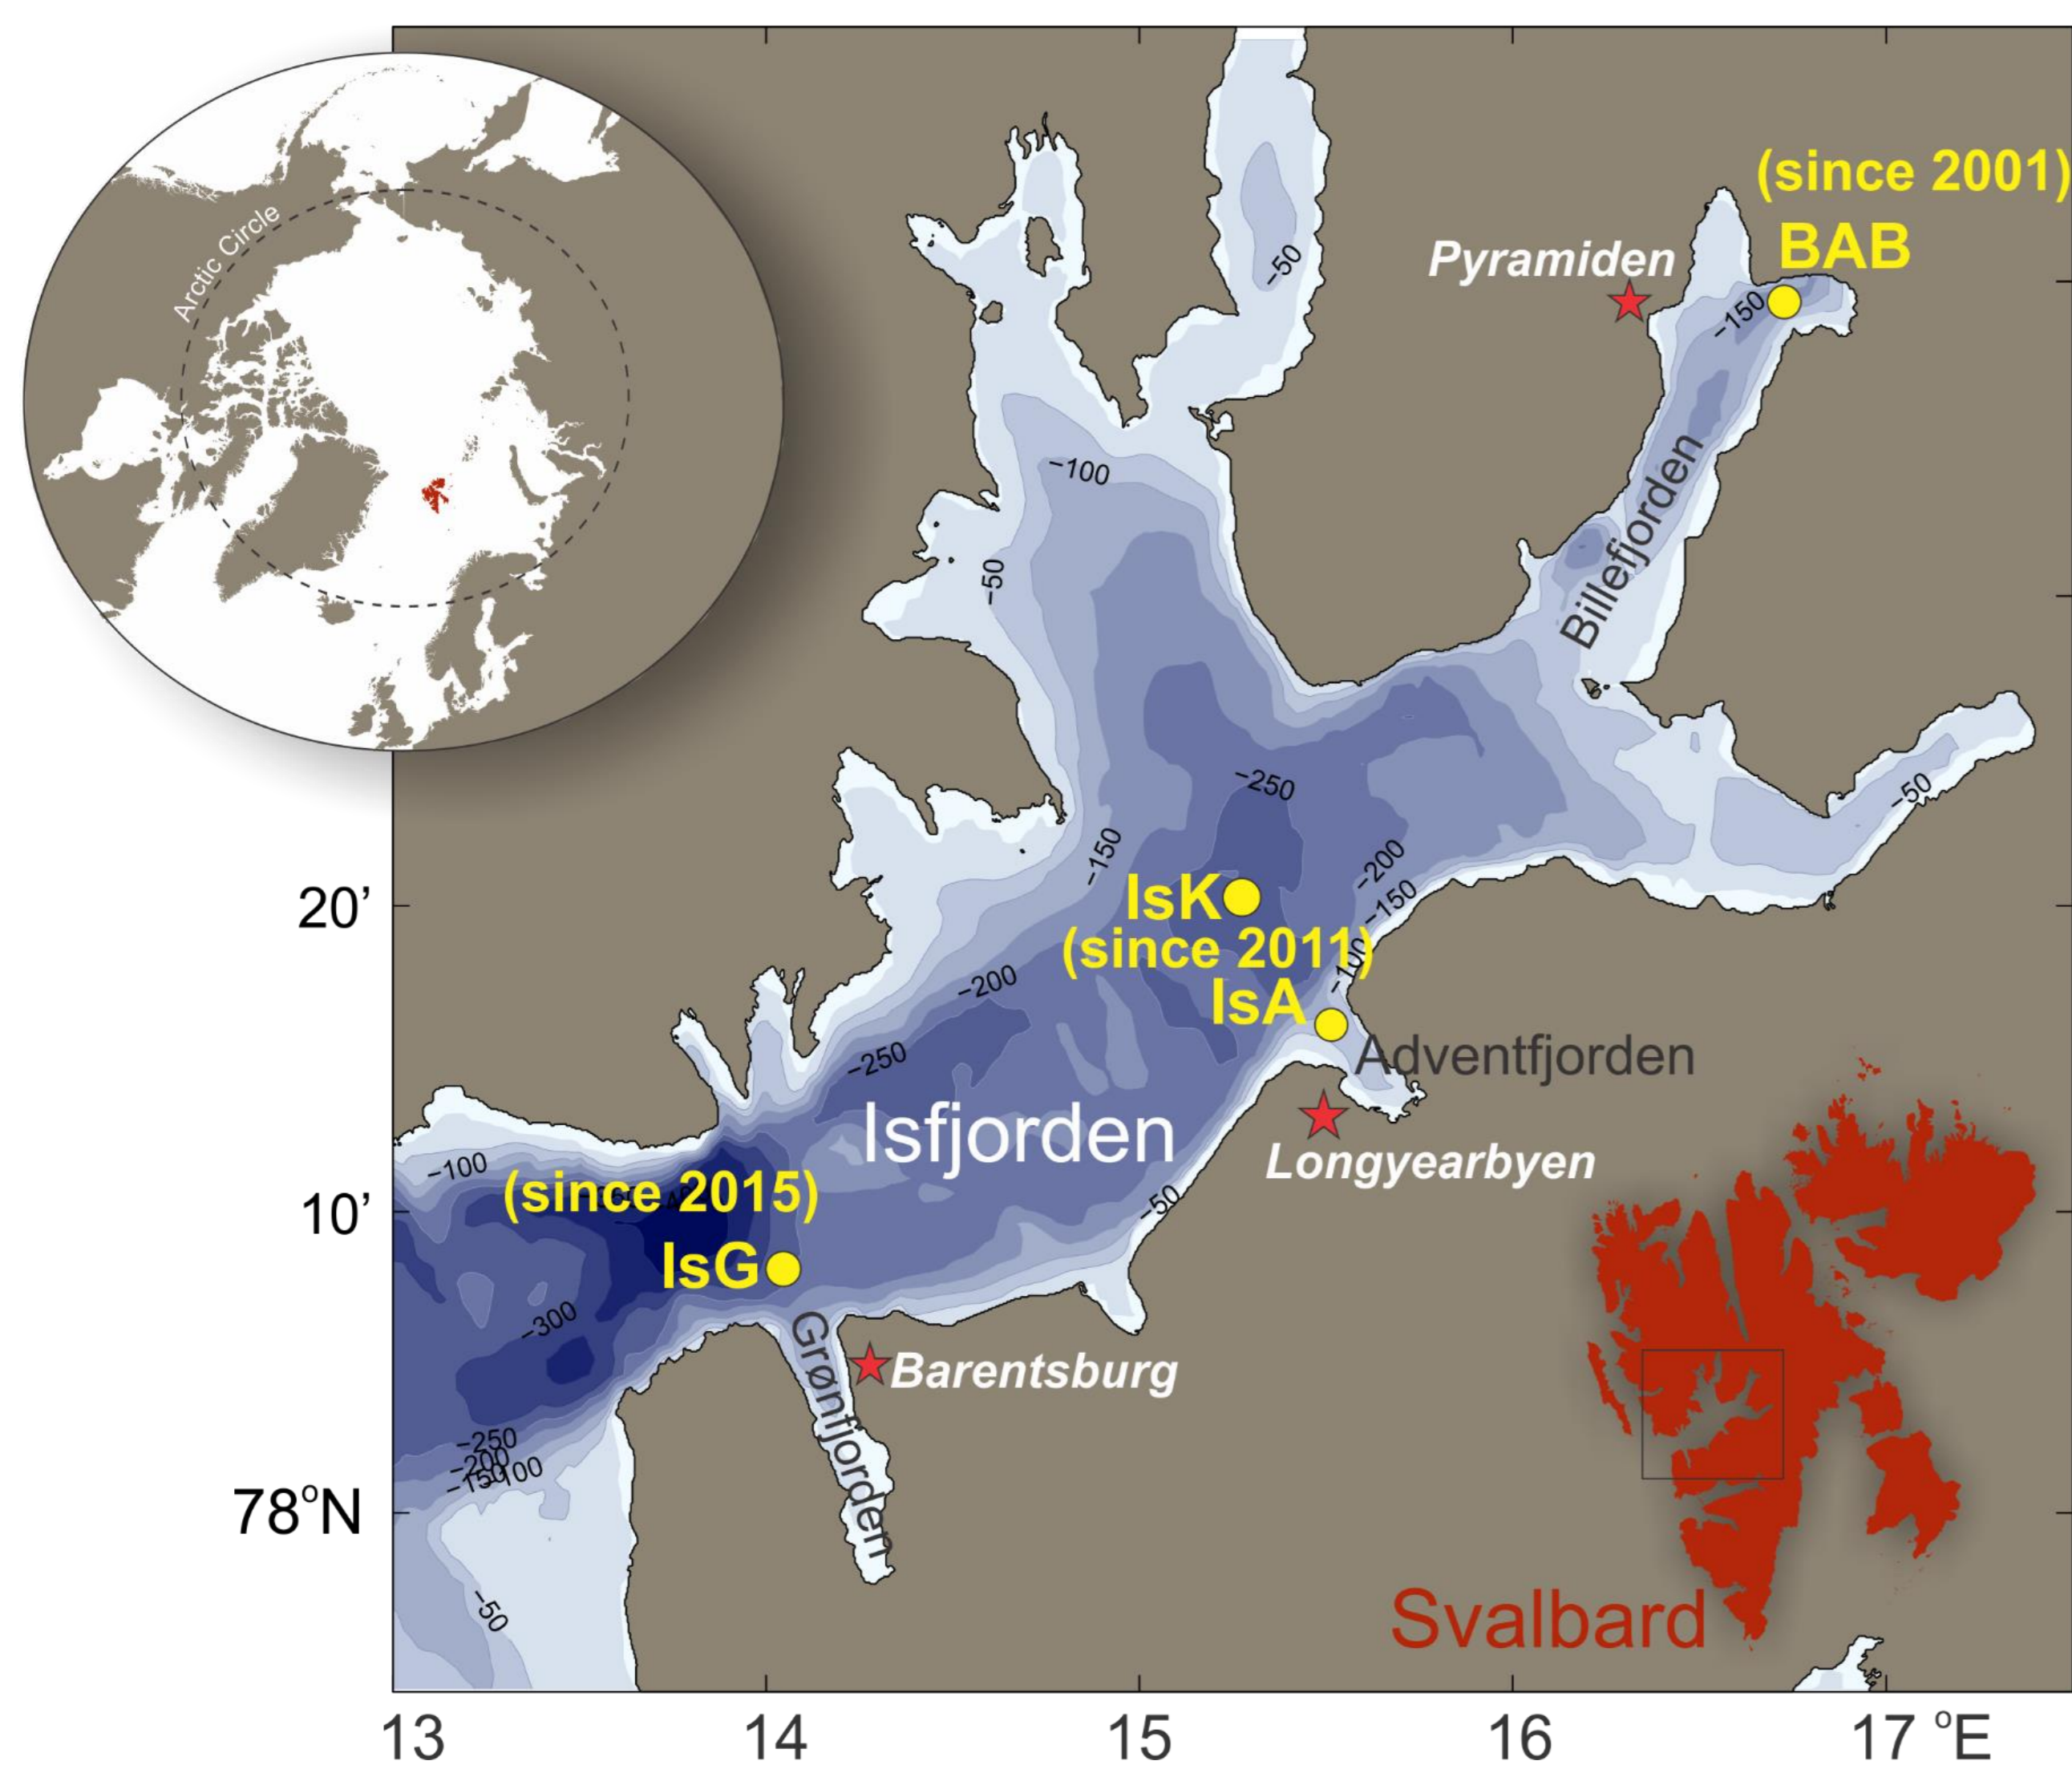 Arctic Circle
(since 2001)
BAB
Pyramiden
−50
−150
Billefjorden
−100
−50
−250
−50
−150
−200
−150
20’
IsK
(since 2011)
−100
IsA
−200
−250
Adventfjorden
Isfjorden
Longyearbyen
−100
(since 2015)
10’
−50
IsG
−300
Grønfjorden
Barentsburg
−250
−200
−150
−100
78°N
−50
Svalbard
13
14
15
16
17 °E